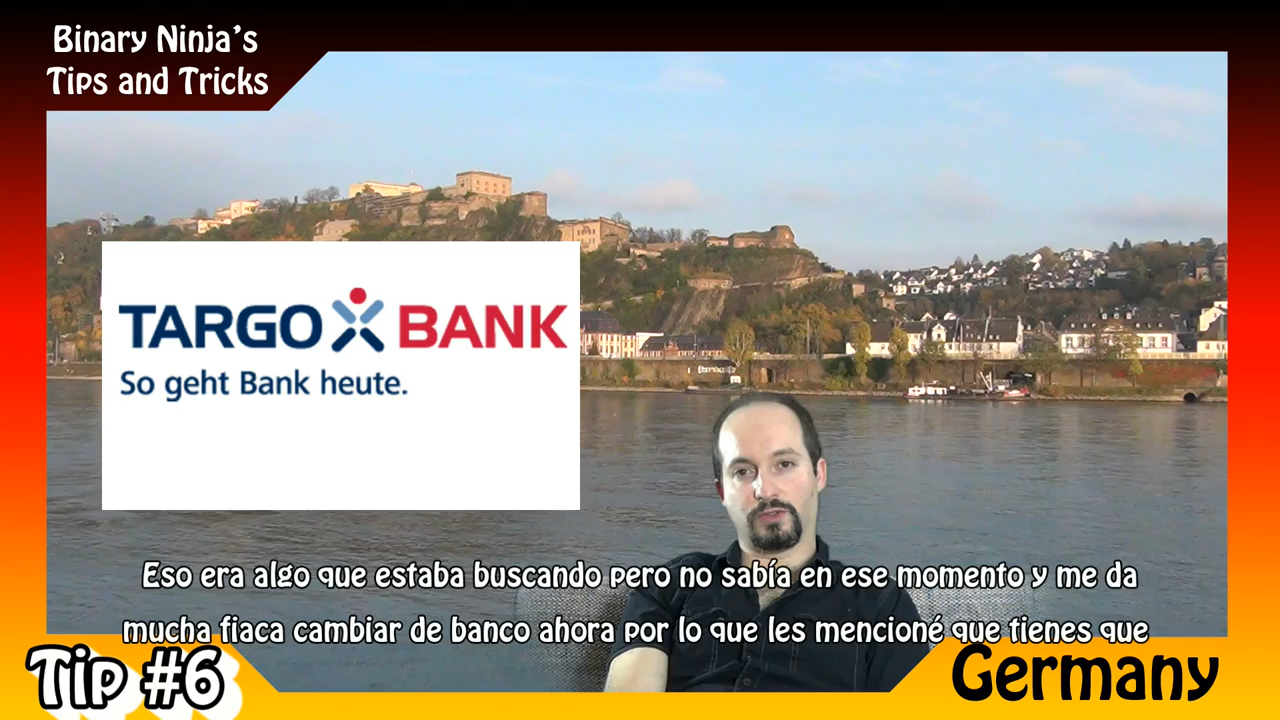 Binary Ninja's
Tips and Tricks
TARGO BANK
So geht Bank heute.
Eso era algo que estaba buscando pero no sabía en ese momento y me da
mucha fiaca cambiar de banco ahora por lo que les mencioné que tienes que
Tip #6
Germany